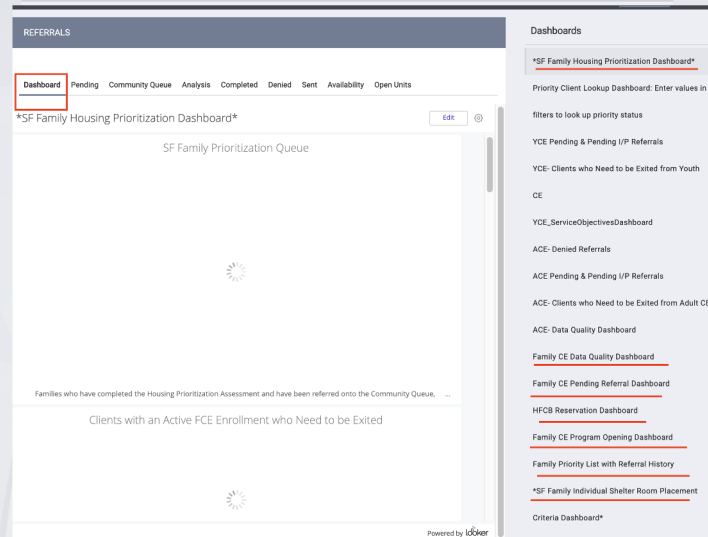 REFERRALS
Dashboard Pending Community Queue Analysis Completed Denied Sent Availability Open Units
*SF Family Housing Prioritization Dashboard*
Edit
SF Family Prioritization Queue
Families who have completed the Housing Prioritization Assessment and have been referred onto the Community Queue, ...
Clients with an Active FCE Enrollment who Need to be Exited
Powered by looker
Dashboards
*SF Family Housing Prioritization Dashboard*
Priority Client Lookup Dashboard: Enter values in
filters to look up priority status
YCE Pending & Pending I/P Referrals
YCE- Clients who Need to be Exited from Youth
CE
YCE_ServiceObjectivesDashboard
ACE- Denied Referrals
ACE Pending & Pending I/P Referrals
ACE- Clients who Need to be Exited from Adult CE
ACE- Data Quality Dashboard
Family CE Data Quality Dashboard
Family CE Pending Referral Dashboard
HFCB Reservation Dashboard
Family CE Program Opening Dashboard
Family Priority List with Referral History
*SF Family Individual Shelter Room Placement
Criteria Dashboard*